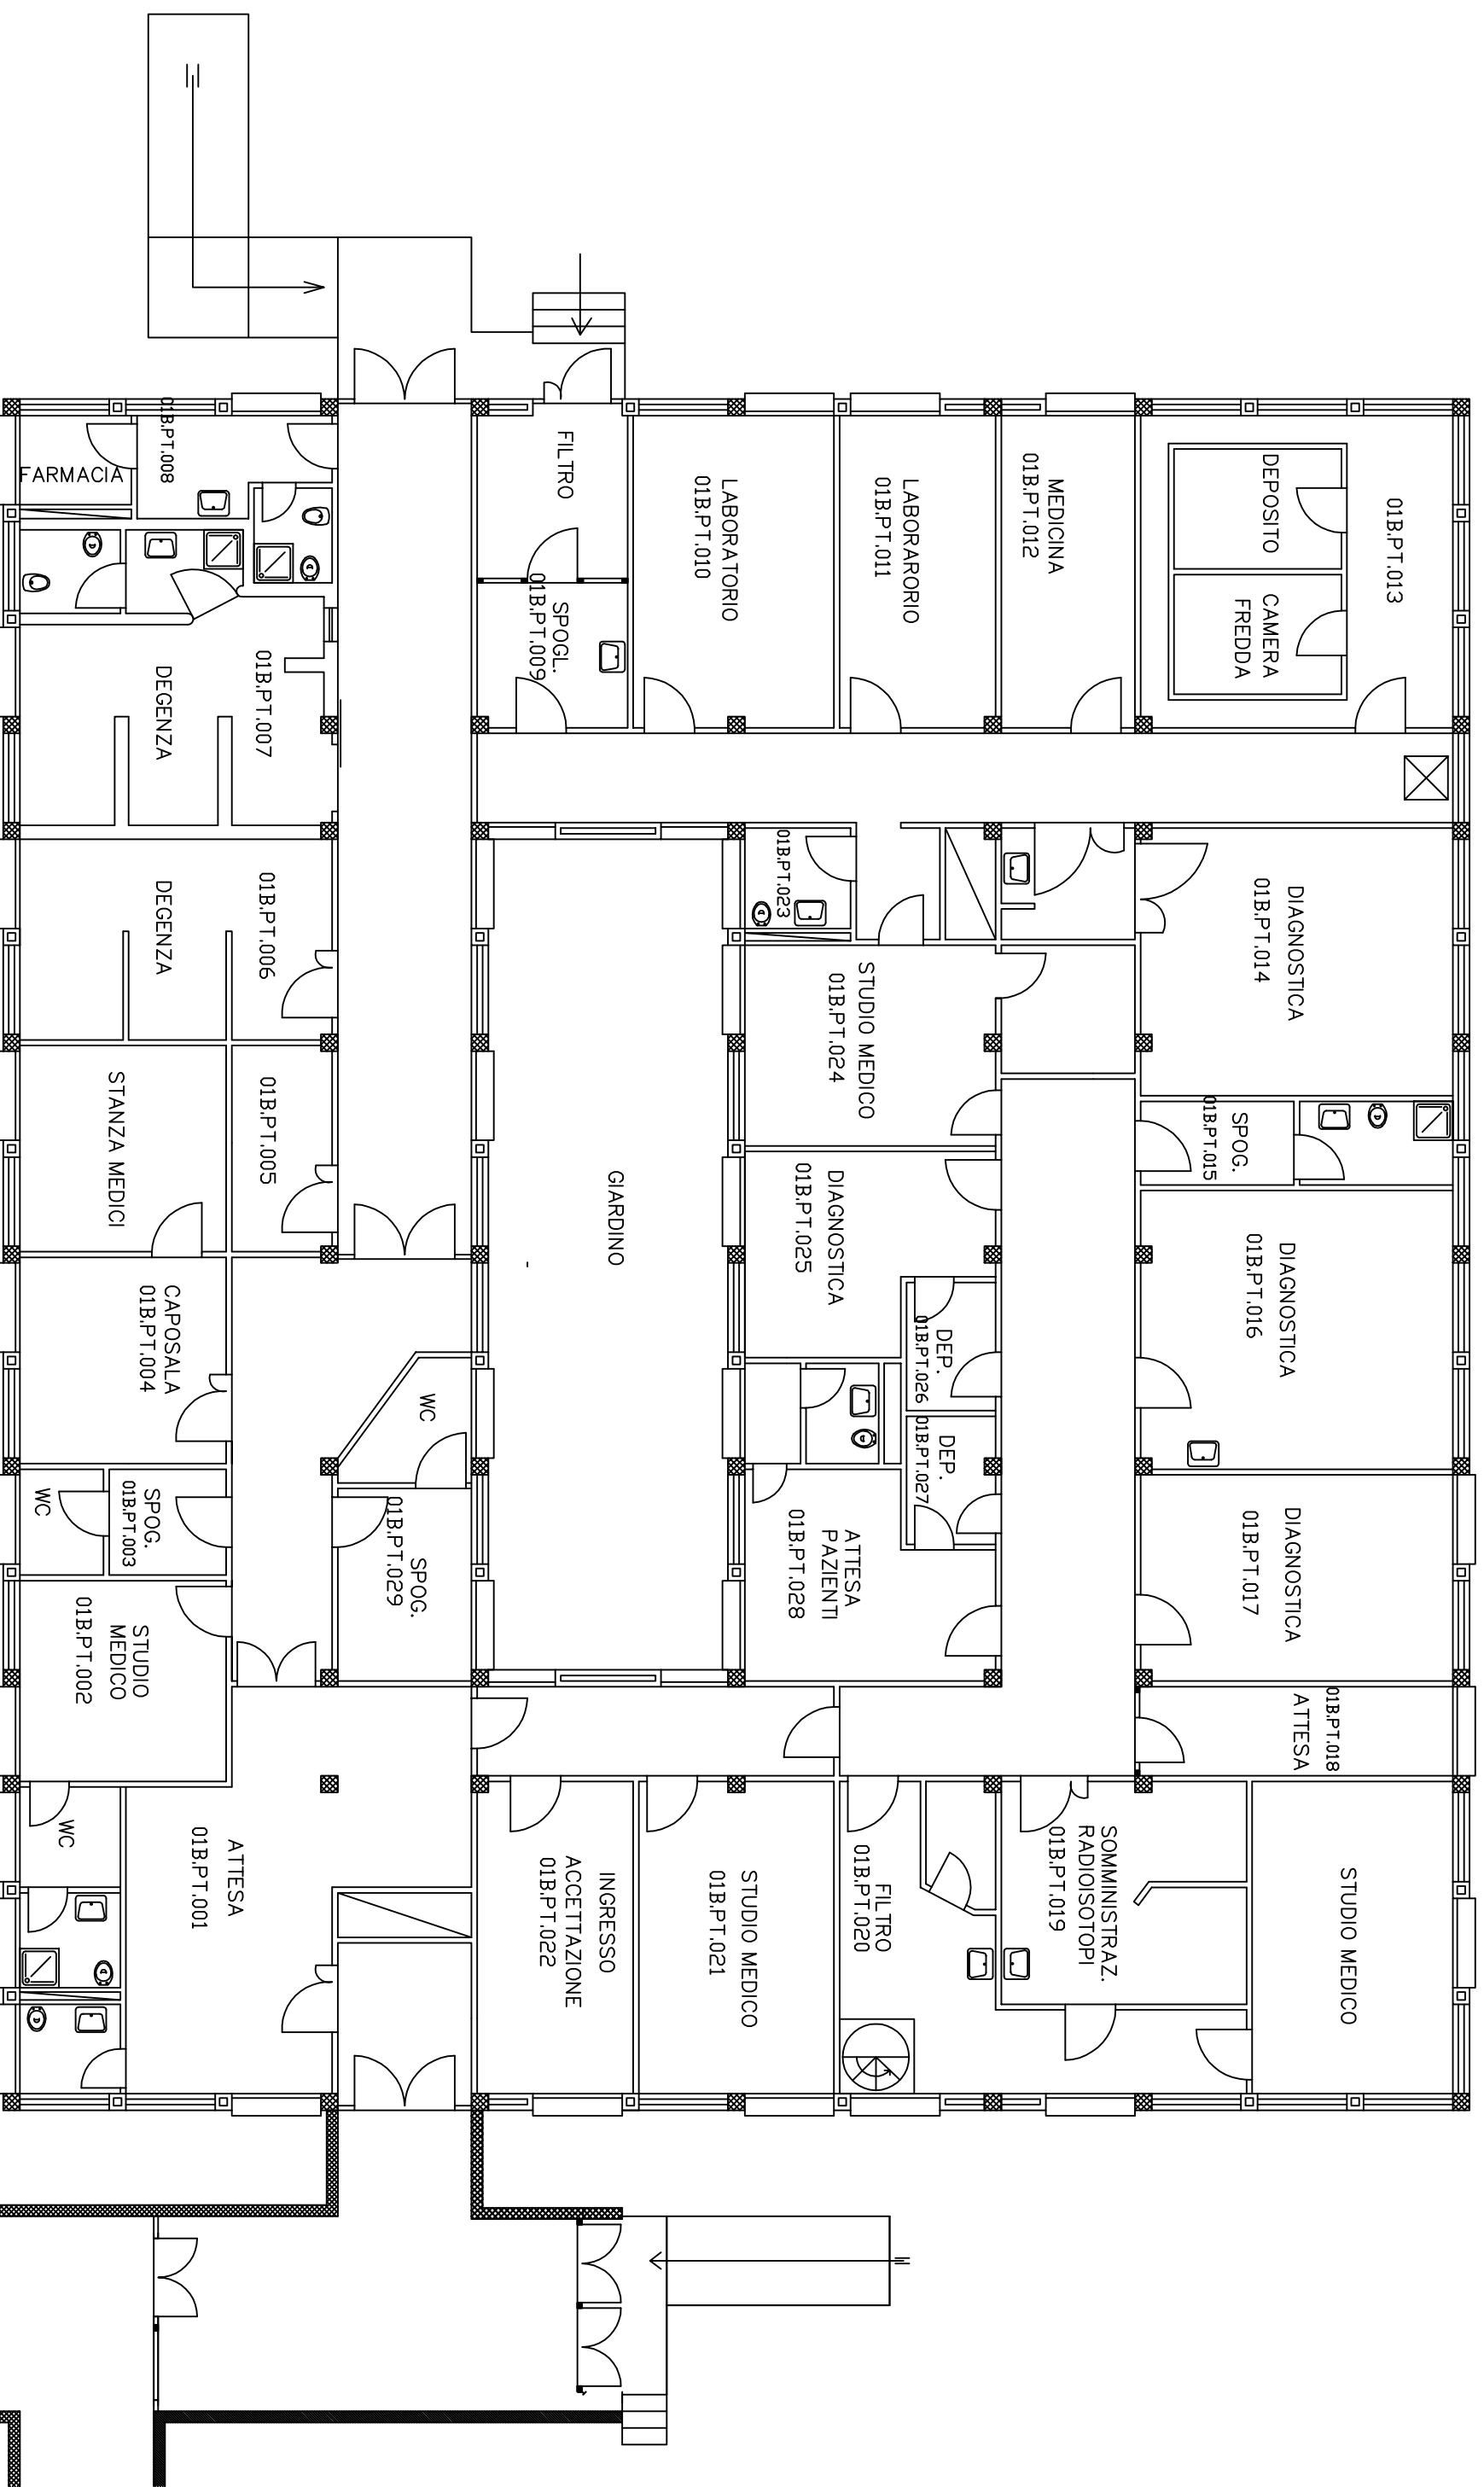 01B.PT.013
DEPOSITO
CAMERA
FREDDA
DIAGNOSTICA
01B.PT.014
SPOG.
01B.PT.015
DIAGNOSTICA
01B.PT.016
DIAGNOSTICA
01B.PT.017
01B.PT.018
ATTESA
STUDIO MEDICO
MEDICINA
01B.PT.012
SOMMINISTRAZ.
RADIOISOTOPI
01B.PT.019
LABORARORIO
01B.PT.011
STUDIO MEDICO
01B.PT.024
DEP.
01B.PT.026
DEP.
01B.PT.027
FILTRO
01B.PT.020
01B.PT.023
DIAGNOSTICA
01B.PT.025
ATTESA
PAZIENTI
01B.PT.028
LABORATORIO
01B.PT.010
STUDIO MEDICO
01B.PT.021
FILTRO
SPOGL.
01B.PT.009
GIARDINO
INGRESSO
ACCETTAZIONE
01B.PT.022
WC
SPOG.
01B.PT.029
01B.PT.007
DEGENZA
01B.PT.006
DEGENZA
01B.PT.005
STANZA MEDICI
CAPOSALA
01B.PT.004
SPOG.
01B.PT.003
WC
STUDIO
MEDICO
01B.PT.002
ATTESA
01B.PT.001
WC
01B.PT.008
FARMACIA